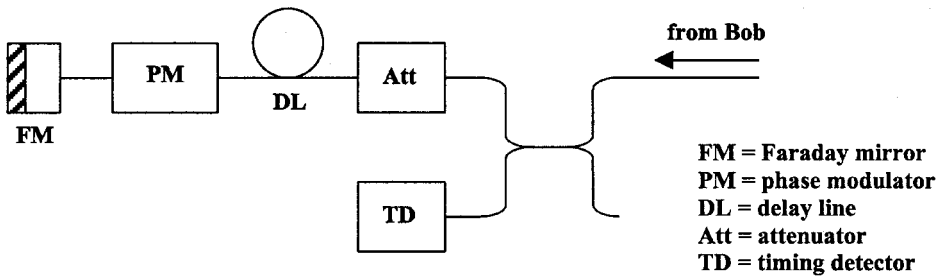 from Bob
PM
Att
DL
FM
TD
FM = Faraday mirror
PM = phase modulator
DL = delay line
Att = attenuator
TD = timing detector